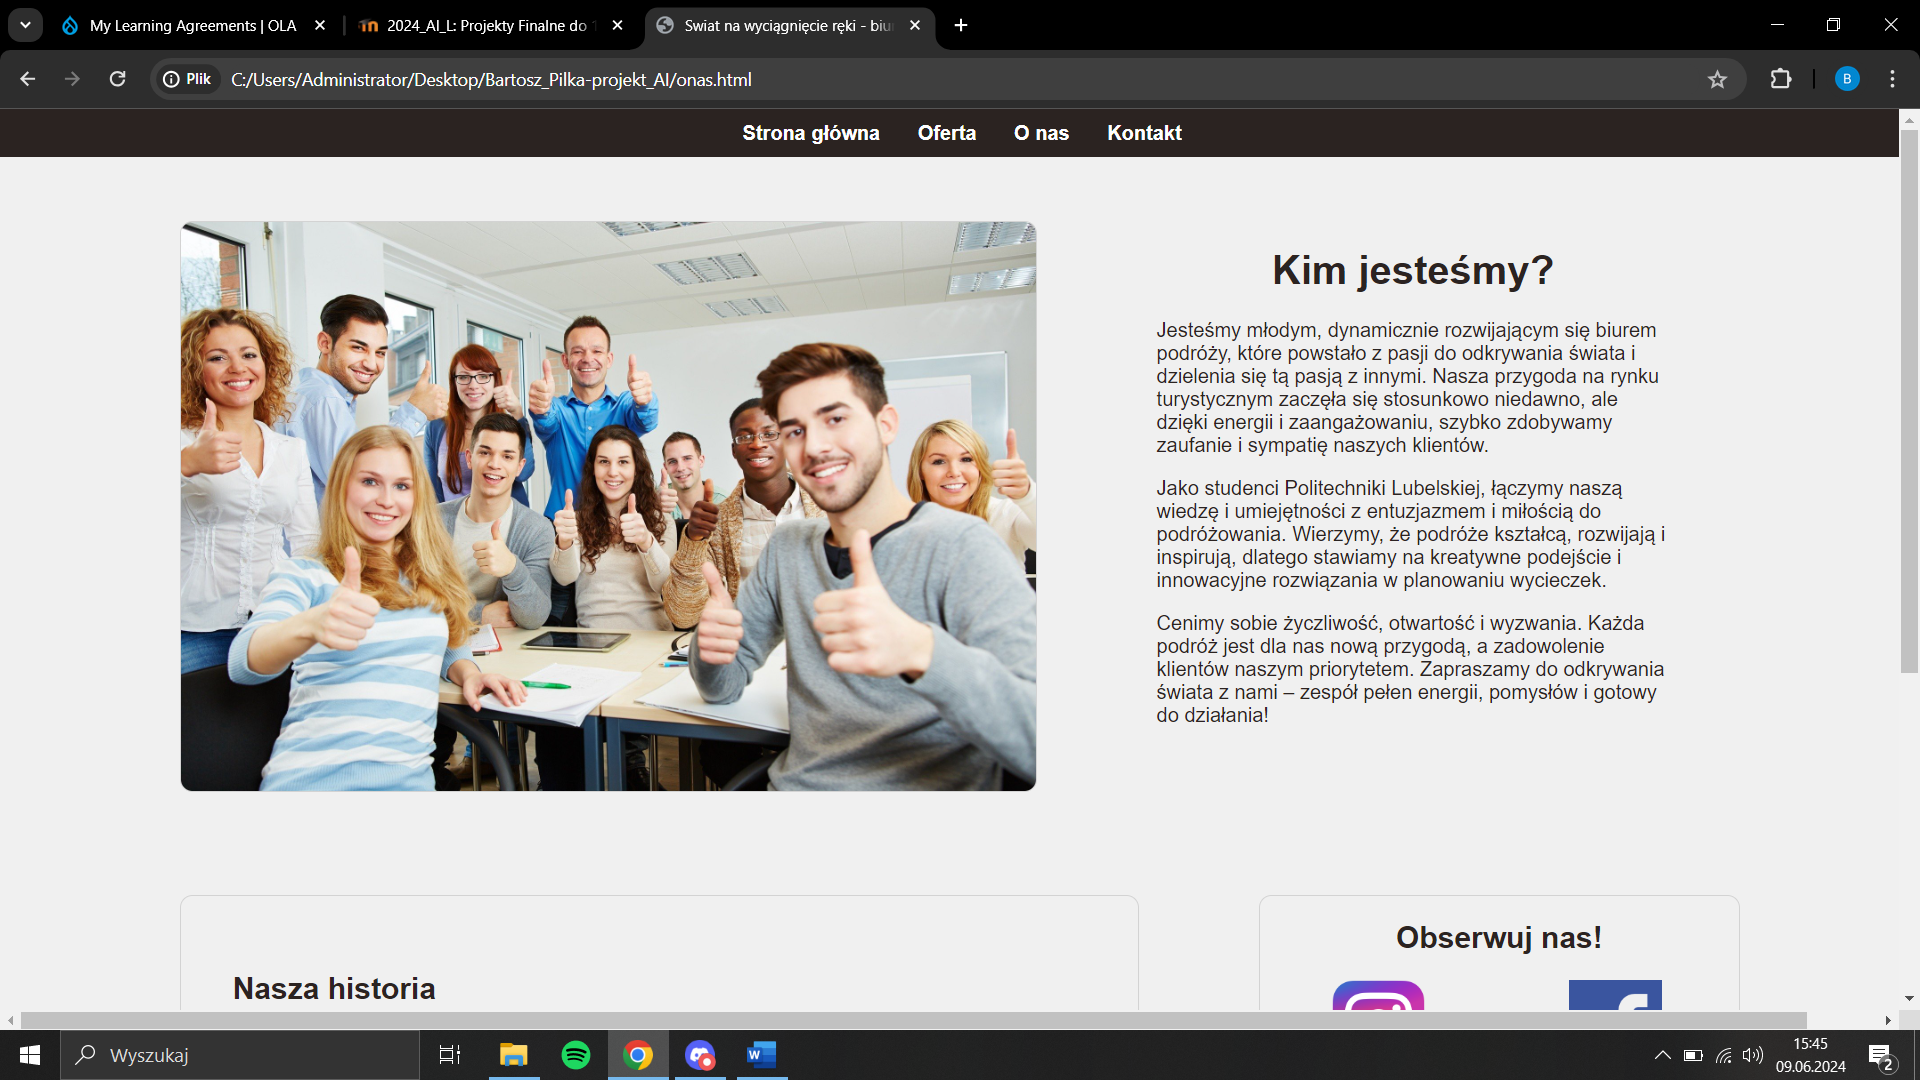 My Learning Agreements | OLA
2024_AI_L: Projekty Finalne do
Swiat na wyciągnięcie ręki - biu
Plik
C:/Users/Administrator/Desktop/Bartosz_Pilka-projekt_AI/onas.html
B
Strona główna Oferta O nas Kontakt
Kim jesteśmy?
Jesteśmy młodym, dynamicznie rozwijającym się biurem
podróży, które powstało z pasji do odkrywania świata i
dzielenia się tą pasją z innymi. Nasza przygoda na rynku
turystycznym zaczęła się stosunkowo niedawno, ale
dzięki energii i zaangażowaniu, szybko zdobywamy
zaufanie i sympatię naszych klientów.
Jako studenci Politechniki Lubelskiej, łączymy naszą
wiedzę i umiejętności z entuzjazmem i miłością do
podróżowania. Wierzymy, że podróże kształcą, rozwijają i
inspirują, dlatego stawiamy na kreatywne podejście i
innowacyjne rozwiązania w planowaniu wycieczek.
Cenimy sobie życzliwość, otwartość i wyzwania. Każda
podróż jest dla nas nową przygodą, a zadowolenie
klientów naszym priorytetem. Zapraszamy do odkrywania
świata z nami – zespół pełen energii, pomysłów i gotowy
do działania!
Nasza historia
Obserwuj nas!
Wyszukaj
15:45
09.06.2024
2